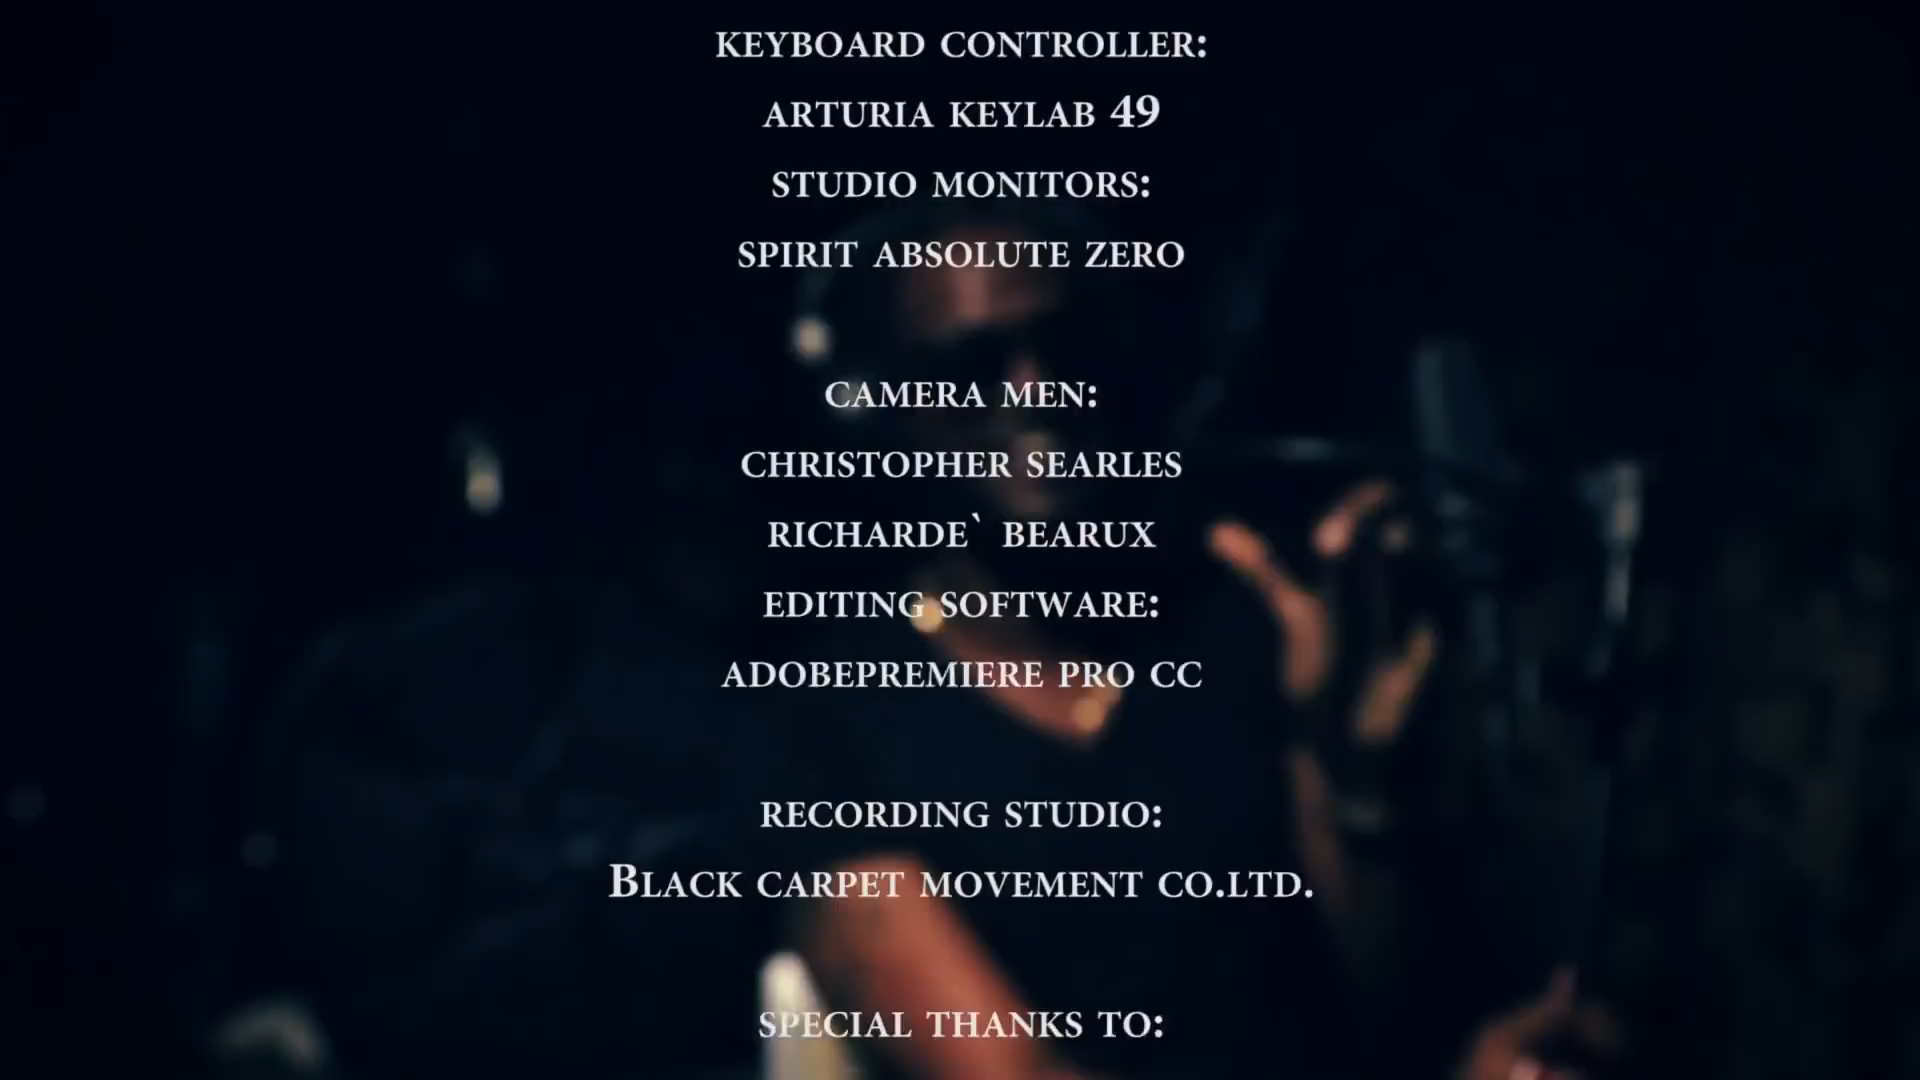 KEYBOARD CONTROLLER:
ARTURIA KEYLAB 49
STUDIO MONITORS:
SPIRIT ABSOLUTE ZERO
CAMERA MEN:
CHRISTOPHER SEARLES
RICHARDE` BEARUX
EDITING SOFTWARE:
ADOBEPREMIERE PRO CC
RECORDING STUDIO:
BLACK CARPET MOVEMENT CO.LTD.
SPECIAL THANKS TO: